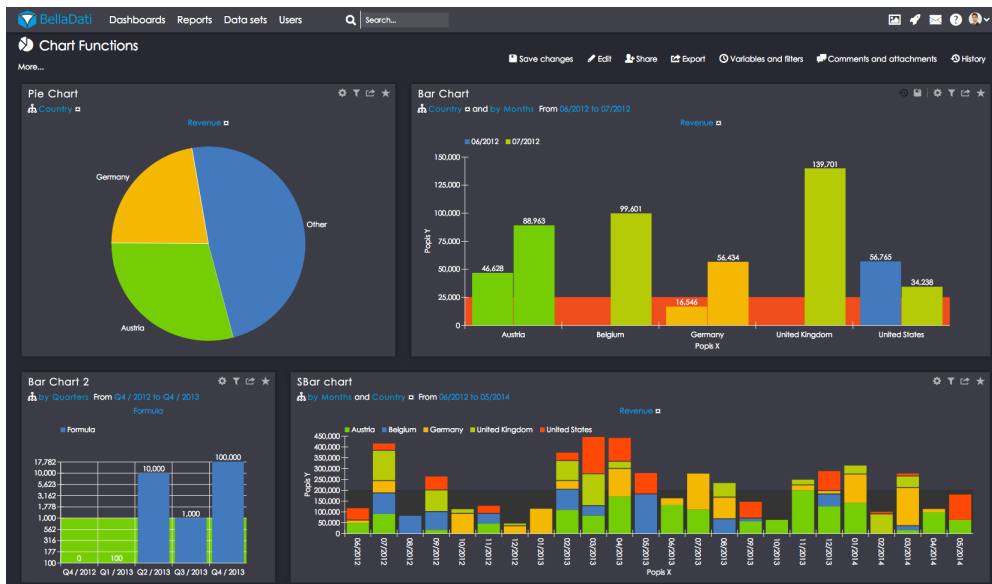 BellaDati Dashboards Reports Data sets Users Search...
Chart Functions
More...
Save changes Edit Share Export Variables and filters Comments and attachments History
Pie Chart
Country
Revenue
Germany
Other
Austria
Bar Chart
Country and by Months From 06/2012 to 07/2012
Revenue
06/2012 07/2012
150,000
125,000
100,000
50,000
25,000
0
Popis Y
46,628
88,963
99,601
16,546
56,434
139,701
56,765
34,238
Austria Belgium Germany United Kingdom United States
Popis X
Bar Chart 2
by Quarters From Q4 / 2012 to Q4 / 2013
Formula
Formula
17,782
10,000
5,623
3,162
1,778
1,000
562
316
177
100
0
100
10,000
1,000
100,000
Q4 / 2012 Q1 / 2013 Q2 / 2013 Q3 / 2013 Q4 / 2013
SBar chart
by Months and Country From 06/2012 to 05/2014
Revenue
Austria Belgium Germany United Kingdom United States
450,000
400,000
350,000
300,000
250,000
200,000
150,000
100,000
50,000
0
Popis Y
06/2012
07/2012
08/2012
09/2012
10/2012
11/2012
12/2012
01/2013
02/2013
03/2013
04/2013
05/2013
06/2013
07/2013
08/2013
09/2013
10/2013
11/2013
12/2013
01/2014
02/2014
03/2014
04/2014
05/2014
Popis X